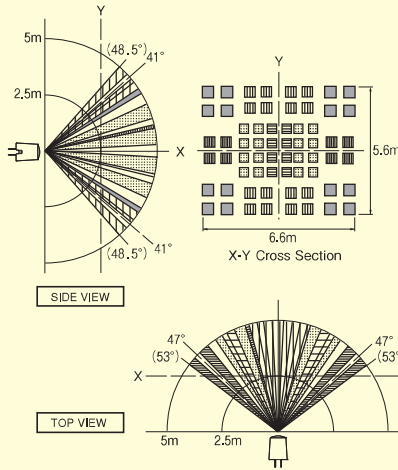 Y
5m
(48.5°)
41°
2.5m
X
41°
(48.5°)
SIDE VIEW
Y
X
5.6m
6.6m
X-Y Cross Section
47°
(53°)
47°
(53°)
X
TOP VIEW
5m
2.5m